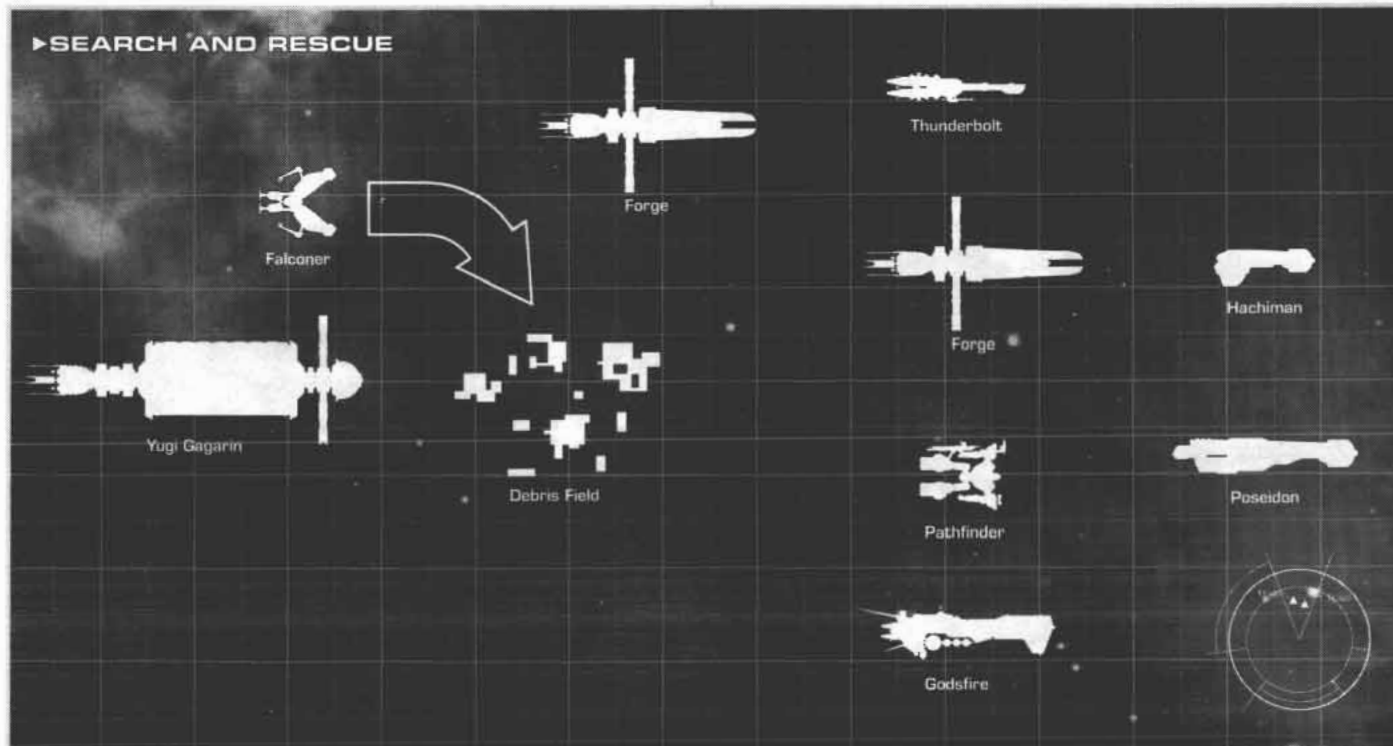 ▶SEARCH AND RESCUE
Thunderbolt
Forge
Falconer
Hachiman
Forge
Yugi Gagarin
Debris Field
Poseidon
Pathfinder
Godsfire